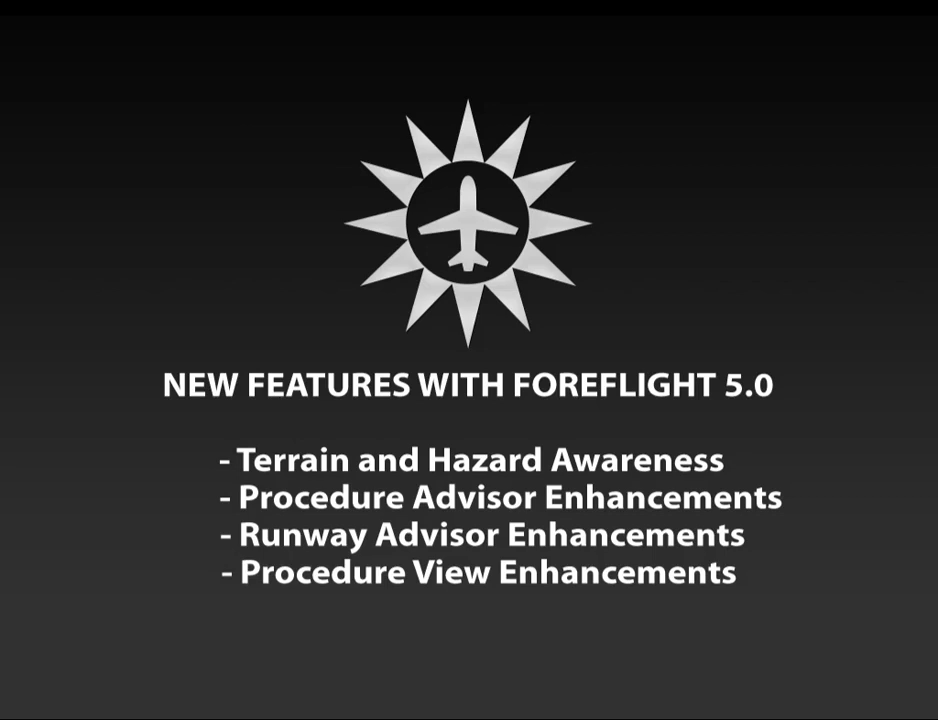 NEW FEATURES WITH FOREFLIGHT 5.0
- Terrain and Hazard Awareness
- Procedure Advisor Enhancements
- Runway Advisor Enhancements
- Procedure View Enhancements